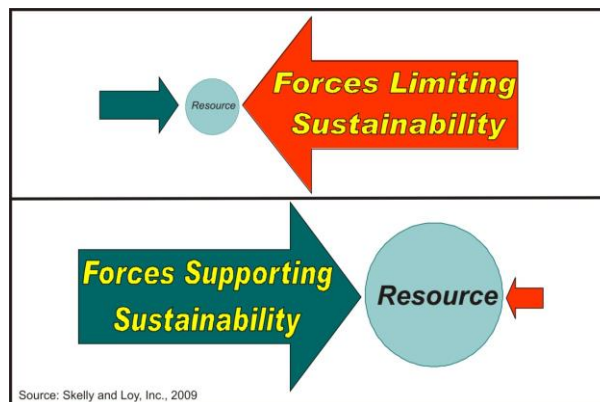 Resource
Forces Limiting
Sustainability
Forces Supporting
Sustainability
Resource
Source: Skelly and Loy, Inc., 2009